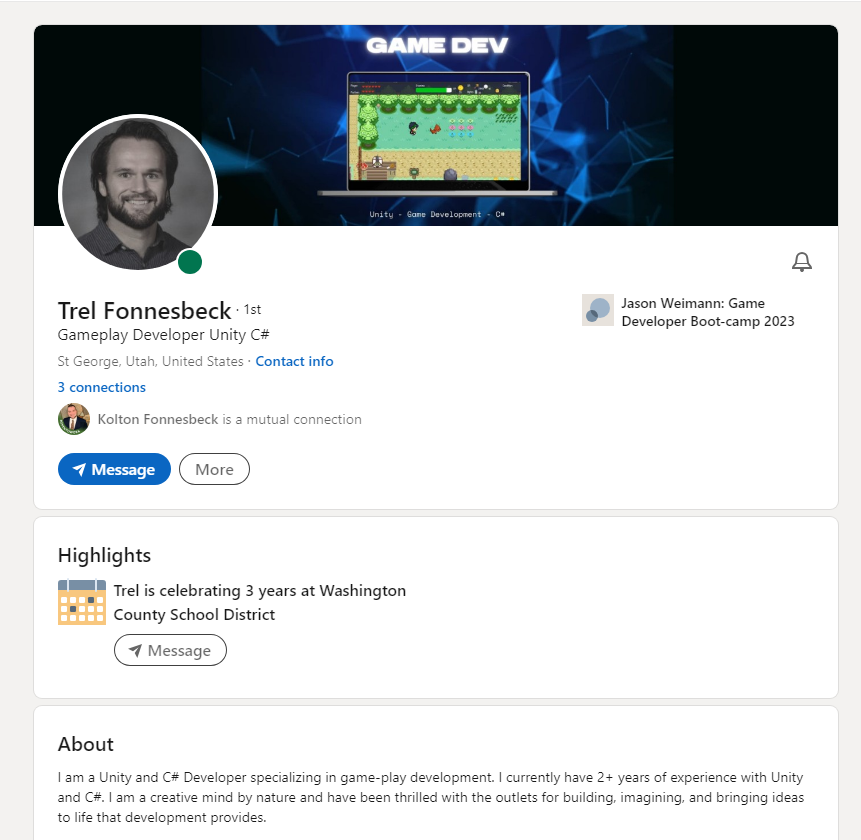 GAME DEV
Unity - Game Development - C#
Trel Fonnesbeck · 1st
Gameplay Developer Unity C#
St George, Utah, United States · Contact info
3 connections
Kolton Fonnesbeck is a mutual connection
Message
More
Jason Weimann: Game
Developer Boot-camp 2023
Highlights
Trel is celebrating 3 years at Washington
County School District
Message
About
I am a Unity and C# Developer specializing in game-play development. I currently have 2+ years of experience with Unity
and C#. I am a creative mind by nature and have been thrilled with the outlets for building, imagining, and bringing ideas
to life that development provides.